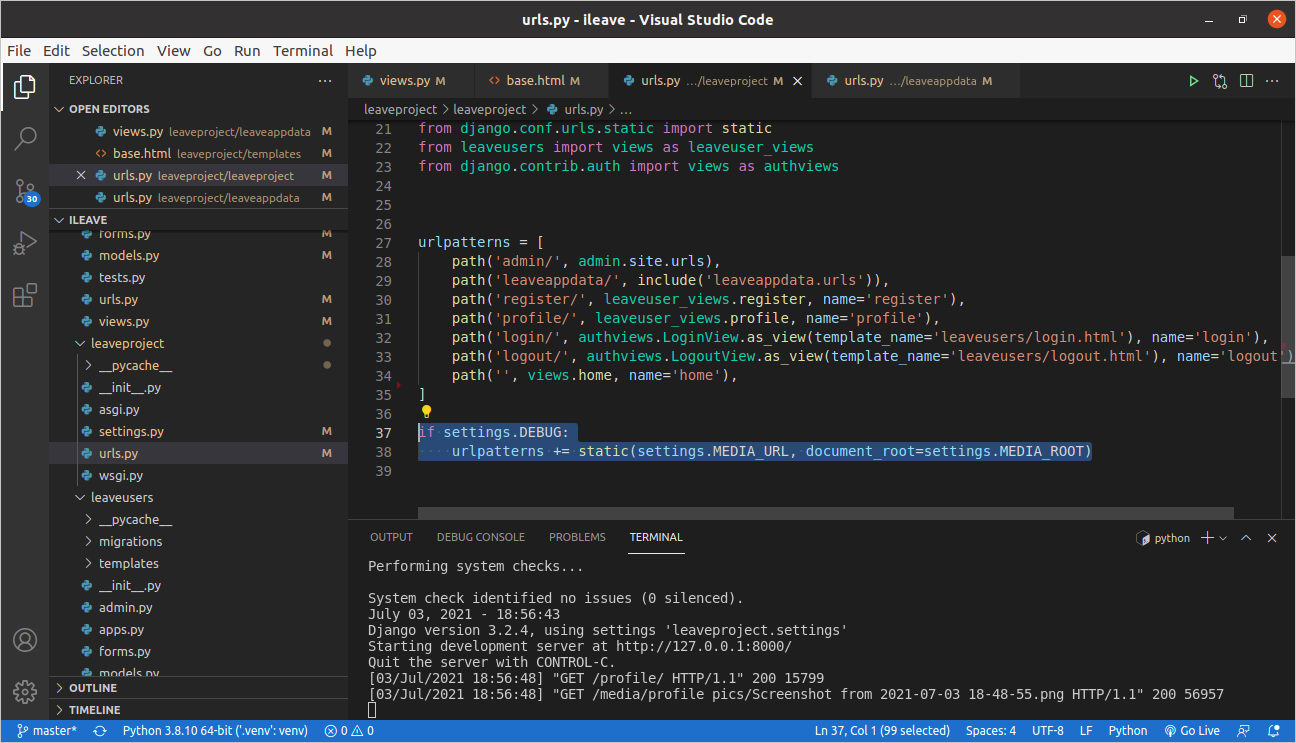 urls.py - ileave - Visual Studio Code
File Edit Selection View Go Run Terminal Help
EXPLORER
OPEN EDITORS
views.py leaveproject/leaveappdata M
base.html leaveproject/templates M
urls.py leaveproject/leaveproject M
urls.py leaveproject/leaveappdata M
30
ILEAVE
forms.py M
models.py M
tests.py
urls.py M
views.py M
leaveproject
__pycache__
__init__.py
asgi.py
settings.py M
urls.py M
wsgi.py
leaveusers
__pycache__
migrations
templates
__init__.py
admin.py
apps.py
forms.py
models.py
OUTLINE
TIMELINE
views.py M base.html M urls.py .../leaveproject M urls.py .../leaveappdata M
leaveproject > leaveproject > urls.py > ...
21 from django.conf.urls.static import static
22 from leaveusers import views as leaveuser_views
23 from django.contrib.auth import views as authviews
24
25
26
27 urlpatterns = [
28 path('admin/', admin.site.urls),
29 path('leaveappdata/', include('leaveappdata.urls')),
30 path('register/', leaveuser_views.register, name='register'),
31 path('profile/', leaveuser_views.profile, name='profile'),
32 path('login/', authviews.LoginView.as_view(template_name='leaveusers/login.html'), name='login'),
33 path('logout/', authviews.LogoutView.as_view(template_name='leaveusers/logout.html'), name='logout')
34 path('', views.home, name='home'),
35 ]
36
37 if settings.DEBUG:
38 urlpatterns += static(settings.MEDIA_URL, document_root=settings.MEDIA_ROOT)
39
OUTPUT DEBUG CONSOLE PROBLEMS TERMINAL python
Performing system checks...
System check identified no issues (0 silenced).
July 03, 2021 - 18:56:43
Django version 3.2.4, using settings 'leaveproject.settings'
Starting development server at http://127.0.0.1:8000/
Quit the server with CONTROL-C.
[03/Jul/2021 18:56:48] "GET /profile/ HTTP/1.1" 200 15799
[03/Jul/2021 18:56:48] "GET /media/profile pics/Screenshot from 2021-07-03 18-48-55.png HTTP/1.1" 200 56957
master* Python 3.8.10 64-bit ('.venv': venv) 0 0 Ln 37, Col 1 (99 selected) Spaces: 4 UTF-8 LF Python Go Live